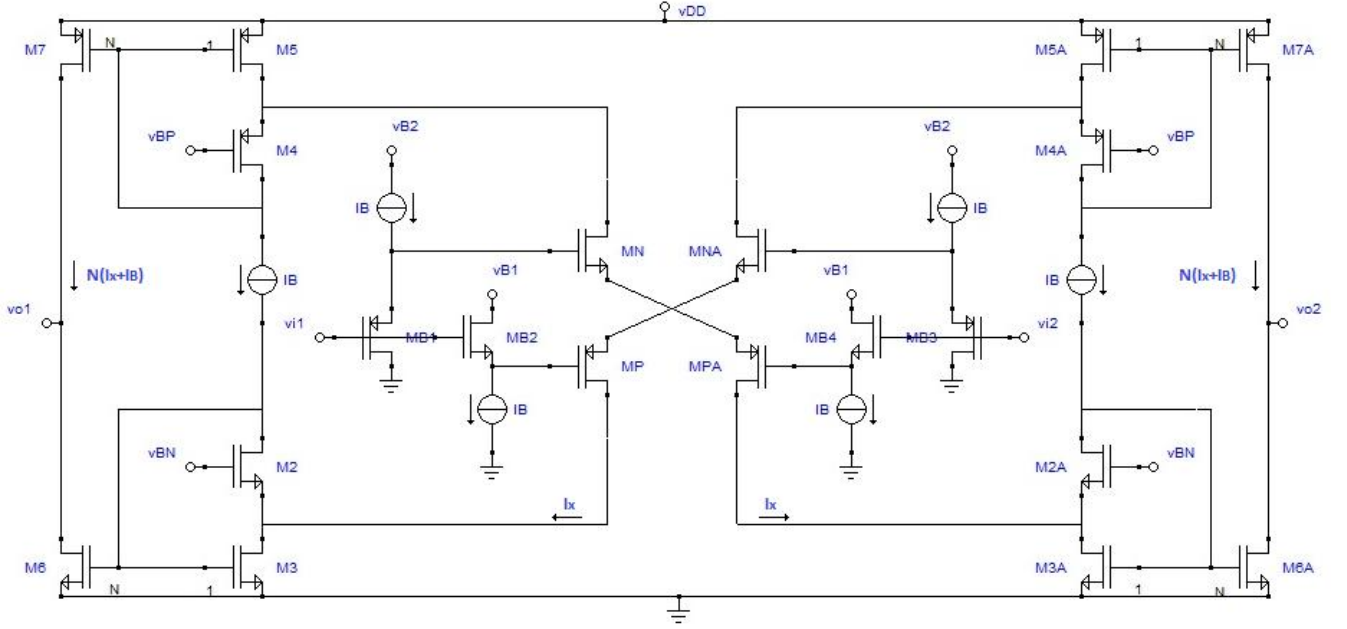 vDD
M7 N 1 M5 M5A 1 N M7A
vBP vB2 vB2 vBP
M4 M4A
IB IB
MN MNA
N(Ix+IB) IB vB1 vB1 IB N(Ix+IB)
vo1 vi1 MB1 MB2 MB4 MB3 vi2 vo2
MP MPA
IB IB
vBN vBN
M2 M2A
Ix Ix
M6 M3 M3A M6A
N 1 1 N